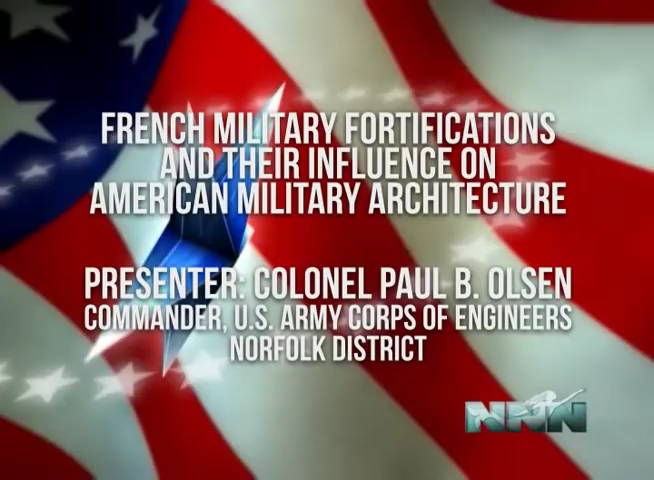 FRENCH MILITARY FORTIFICATIONS
AND THEIR INFLUENCE ON
AMERICAN MILITARY ARCHITECTURE
PRESENTER: COLONEL PAUL B. OLSEN
COMMANDER, U.S. ARMY CORPS OF ENGINEERS
NORFOLK DISTRICT
NNN